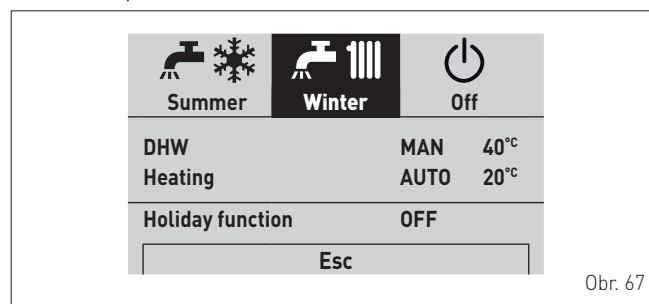 Summer Winter Off
DHW MAN 40°C
Heating AUTO 20°C
Holiday function OFF
Esc
Obr. 67